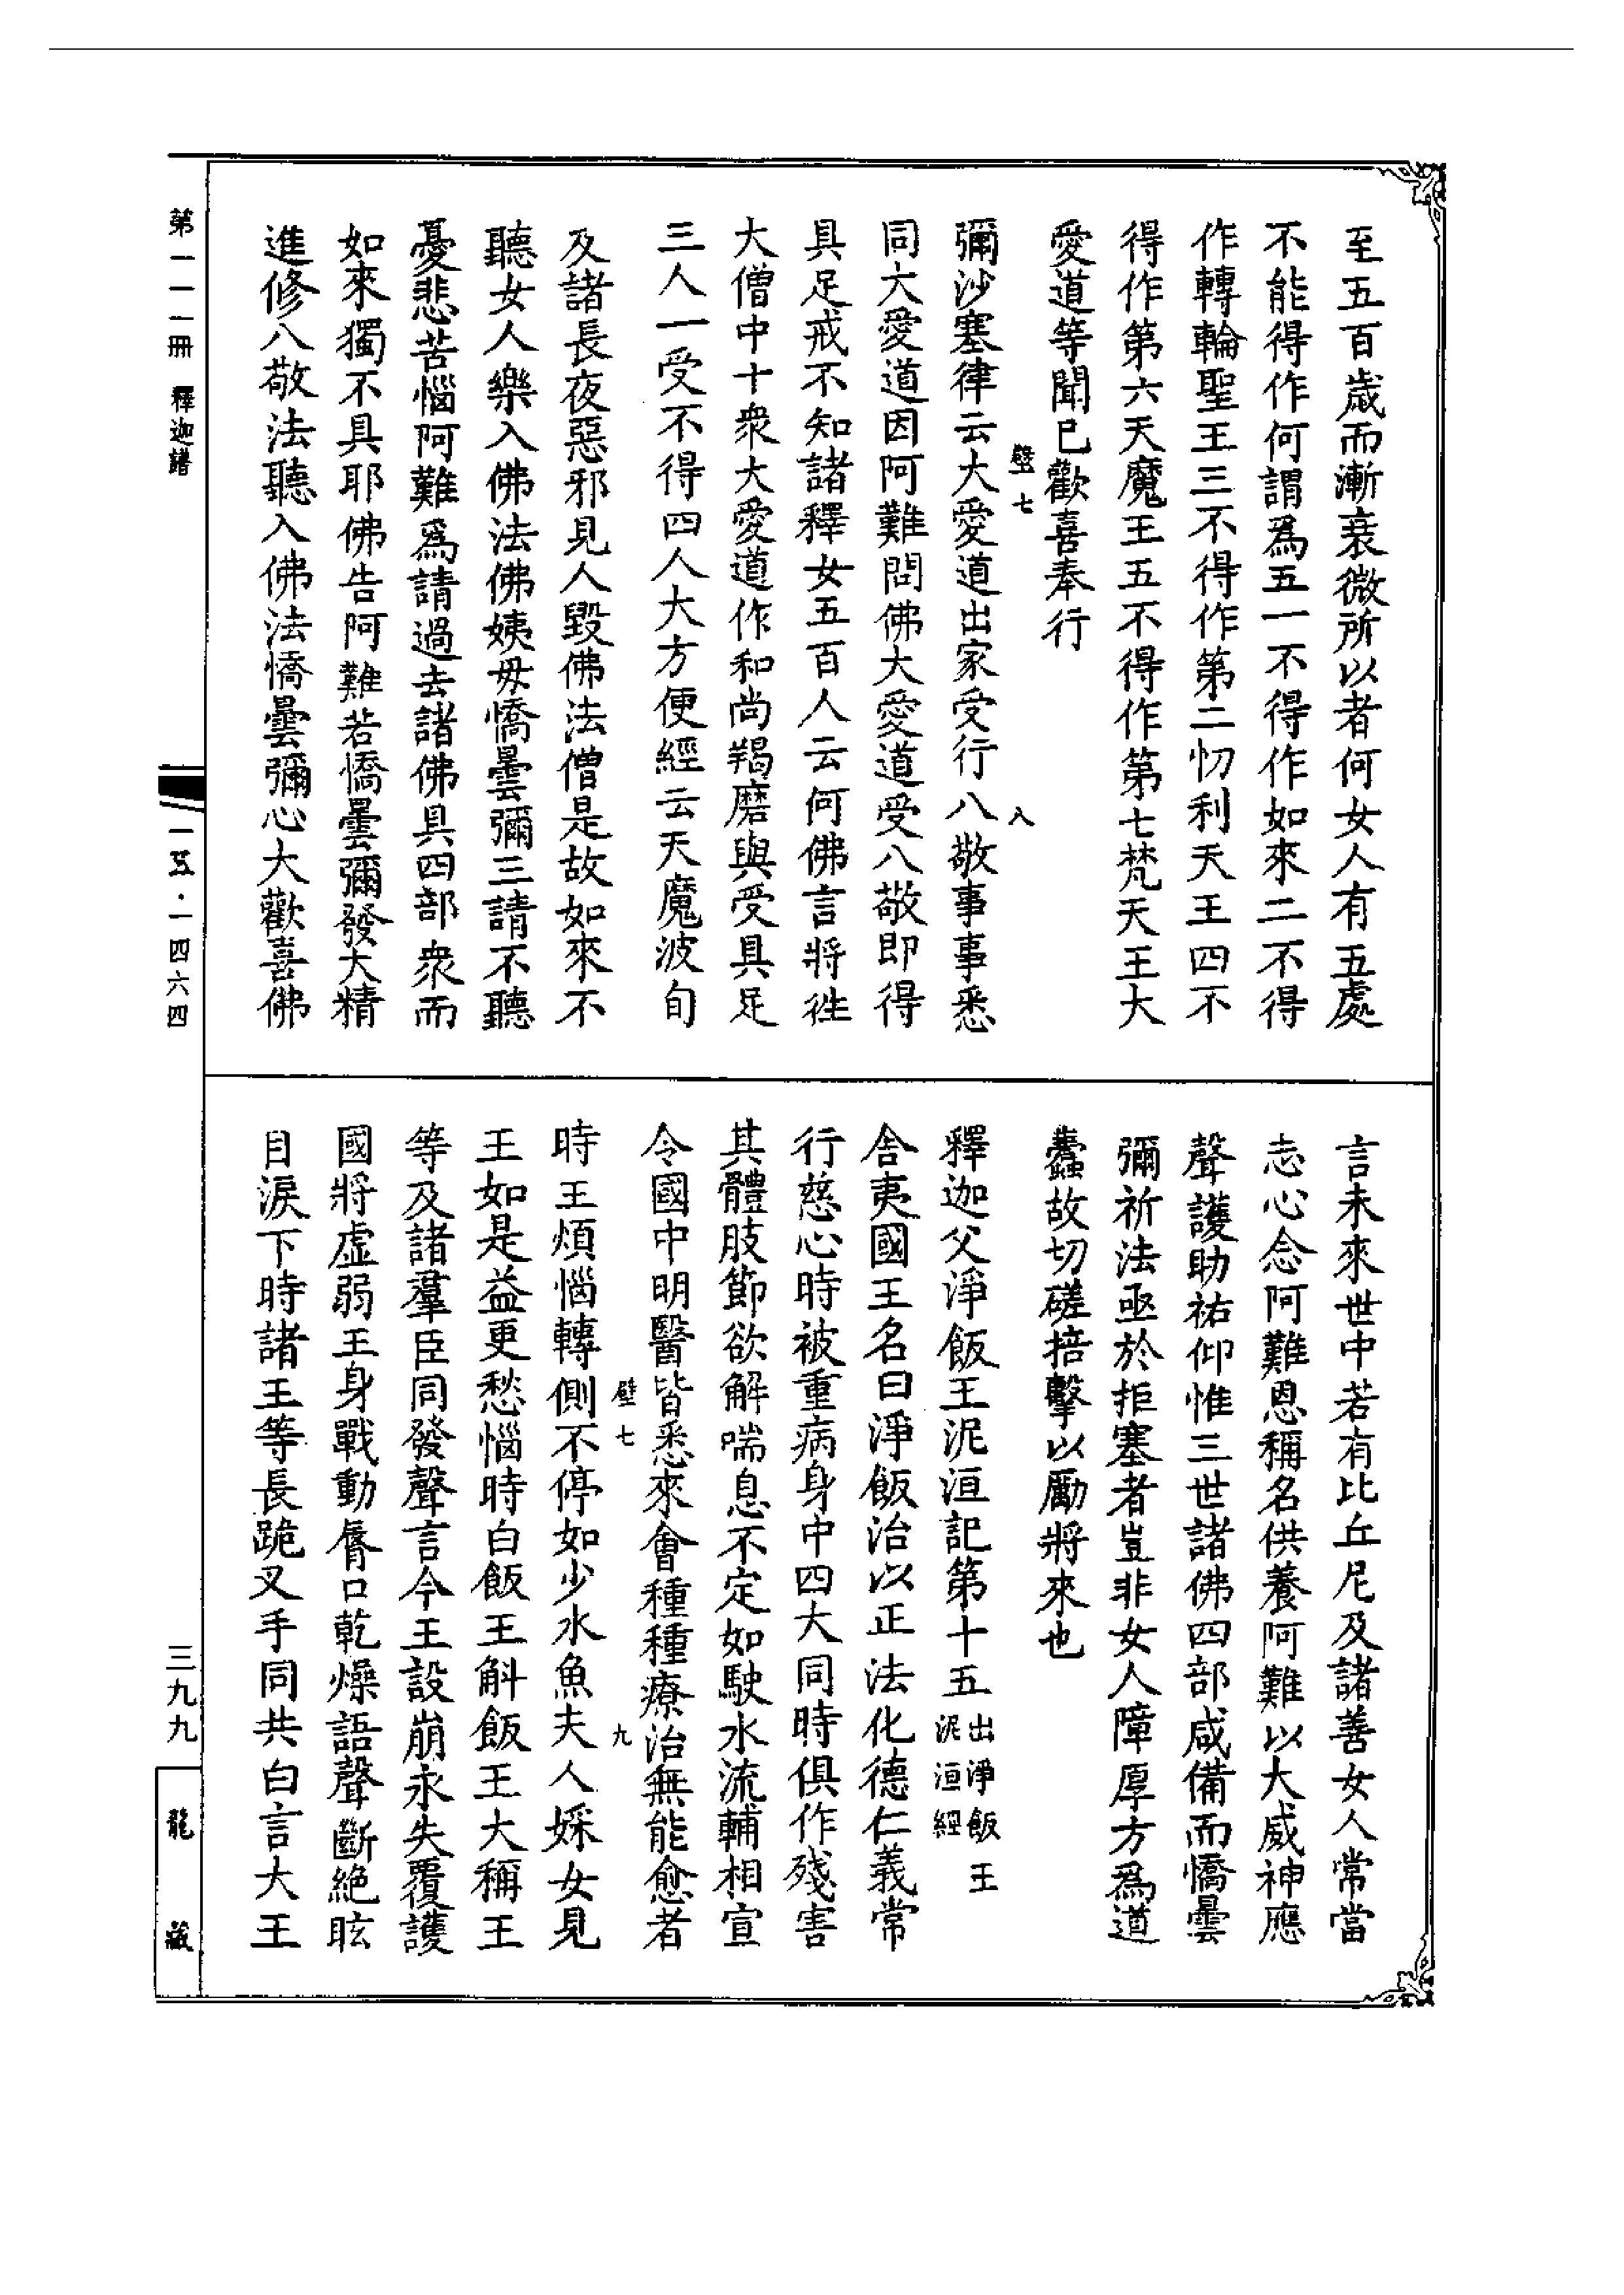 至五百歲而漸衰微所以者何女人有五處
不能得作何謂爲五一不得作如來二不得
作轉輪聖王三不得作第二忉利天王四不
得作第六天魔王五不得作第七梵天王大
愛道等聞已歡喜奉行
壁七 八
彌沙塞律云大愛道出家受行八敬事事悉
同大愛道因阿難問佛大愛道受八敬即得
具足戒不知諸釋女五百人云何佛言將徃
大僧中十衆大愛道作和尚羯磨與受具足
三人一受不得四人大方便經云天魔波旬
及諸長夜惡邪見人毀佛法僧是故如來不
聽女人樂入佛法佛姨母憍曇彌三請不聽
憂悲苦惱阿難爲請過去諸佛具四部衆而
如來獨不具耶佛告阿難若憍曇彌發大精
進修八敬法聽入佛法憍曇彌心大歡喜佛
言未來世中若有比丘尼及諸善女人常當
志心念阿難恩稱名供養阿難以大威神應
聲護助祐仰惟三世諸佛四部咸備而憍曇
彌祈法亟於拒塞者豈非女人障厚方爲道
蠹故切磋掊擊以勵將來也
釋迦父淨飯王泥洹記第十五出淨飯王泥洹經
舍夷國王名曰淨飯治以正法化德仁義常
行慈心時被重病身中四大同時俱作殘害
其體肢節欲解喘息不定如駛水流輔相宣
令國中明醫皆悉來會種種療治無能愈者
壁七 九
時王煩惱轉側不停如少水魚夫人婇女見
王如是益更愁惱時白飯王斛飯王大稱王
等及諸羣臣同發聲言今王設崩永失覆護
國將虛弱王身戰動脣口乾燥語聲斷絶眩
目淚下時諸王等長跪叉手同共白言大王
第一一一冊 釋迦譜
一五·一四六四
三九九
龍藏